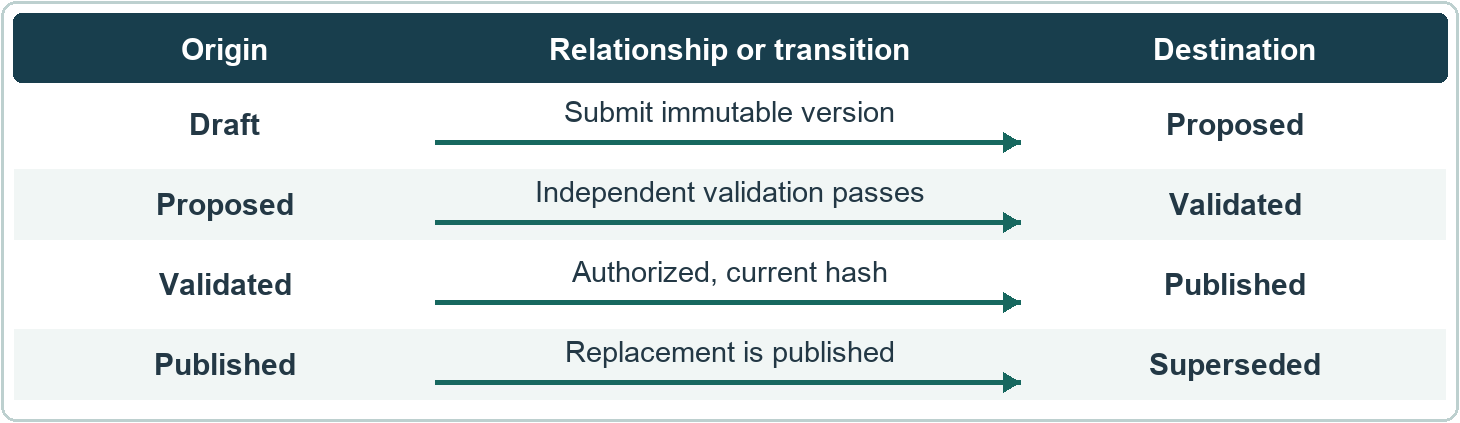 Origin Relationship or transition Destination
Draft Submit immutable version Proposed
Proposed Independent validation passes Validated
Validated Authorized, current hash Published
Published Replacement is published Superseded